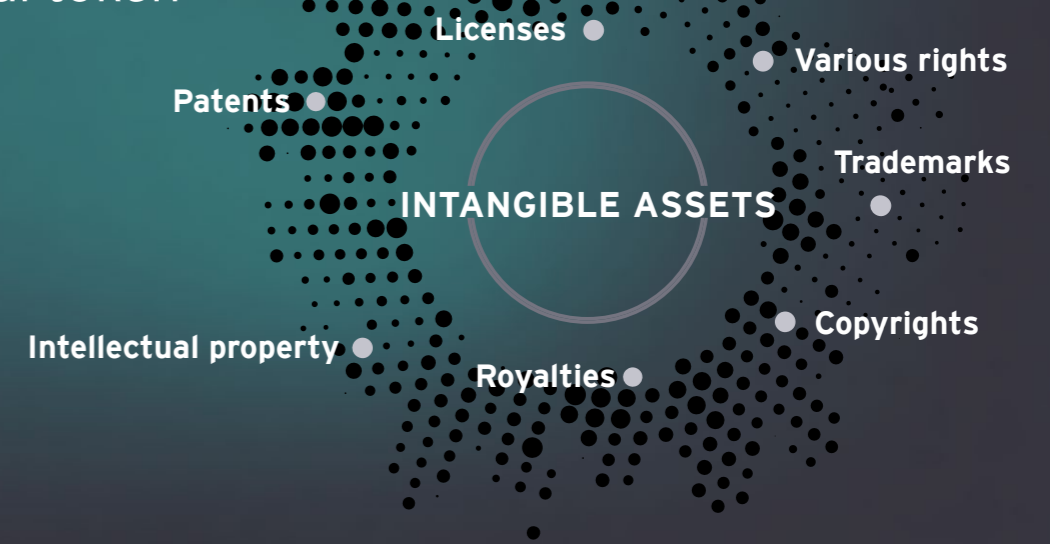 Licenses
Various rights
Patents
Trademarks
INTANGIBLE ASSETS
Copyrights
Intellectual property
Royalties